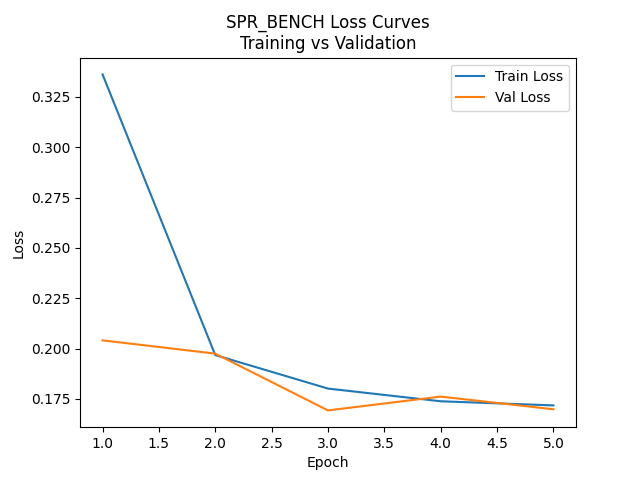 SPR_BENCH Loss Curves
Training vs Validation
Train Loss
Val Loss
0.325
0.300
0.275
0.250
0.225
0.200
0.175
Loss
1.0 1.5 2.0 2.5 3.0 3.5 4.0 4.5 5.0
Epoch